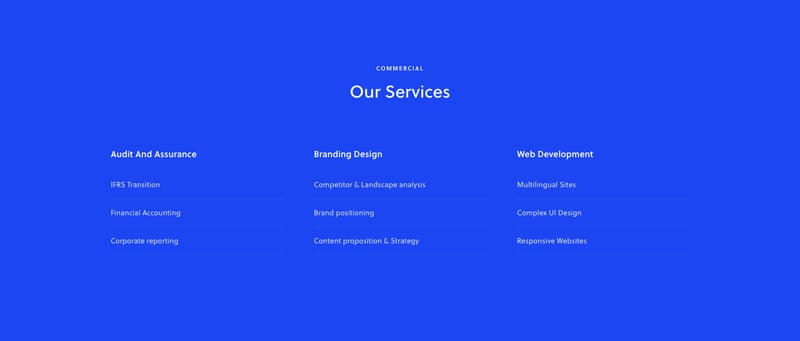 COMMERCIAL
Our Services
Audit And Assurance
IFRS Transition
Financial Accounting
Corporate reporting
Branding Design
Competitor & Landscape analysis
Brand positioning
Content proposition & Strategy
Web Development
Multilingual Sites
Complex UI Design
Responsive Websites